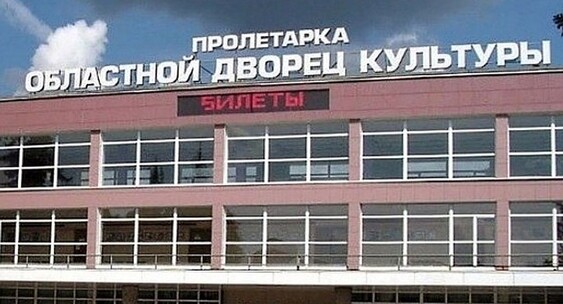 ПРОЛЕТАРКА
ОБЛАСТНОЙ ДВОРЕЦ КУЛЬТУРЫ
БИЛЕТЫ